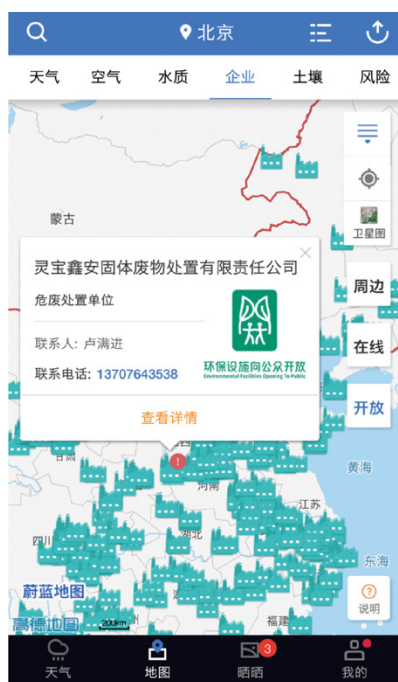 北京
天气 空气 水质 企业 土壤 风险
蒙古
卫星图
灵宝鑫安固体废物处置有限责任公司
危废处置单位
联系人: 卢满进
联系电话: 13707643538
环保设施向公众开放
Environmental Facilities Opening To Public
查看详情
周边
在线
开放
甘肃
河南
黄海
江苏
四川
湖北
东海
蔚蓝地图
高德地图
200km
福建
说明
天气 地图 晒晒 3 我的